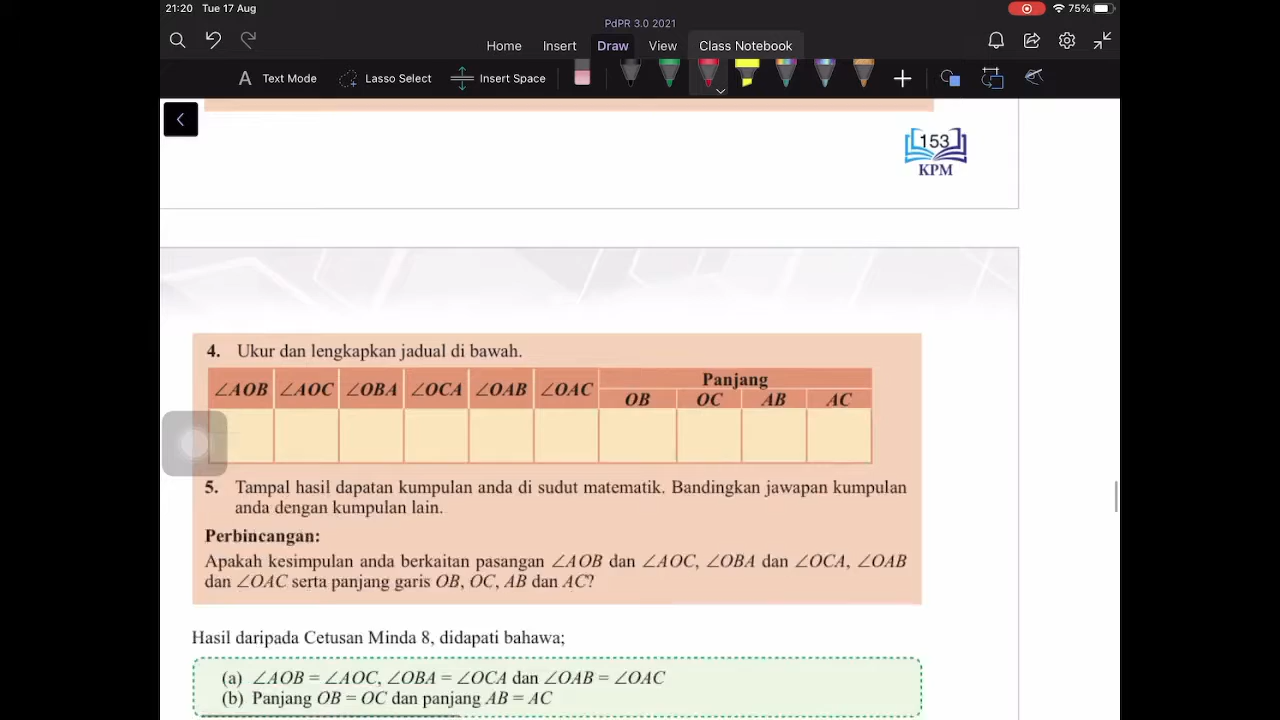 21:20 Tue 17 Aug
75%
PdPR 3.0 2021
Home Insert Draw View Class Notebook
A Text Mode Lasso Select Insert Space
153
KPM
4. Ukur dan lengkapkan jadual di bawah.
∠AOB ∠AOC ∠OBA ∠OCA ∠OAB ∠OAC Panjang
OB OC AB AC
5. Tampal hasil dapatan kumpulan anda di sudut matematik. Bandingkan jawapan kumpulan
anda dengan kumpulan lain.
Perbincangan:
Apakah kesimpulan anda berkaitan pasangan ∠AOB dan ∠AOC, ∠OBA dan ∠OCA, ∠OAB
dan ∠OAC serta panjang garis OB, OC, AB dan AC?
Hasil daripada Cetusan Minda 8, didapati bahawa;
(a) ∠AOB = ∠AOC, ∠OBA = ∠OCA dan ∠OAB = ∠OAC
(b) Panjang OB = OC dan panjang AB = AC